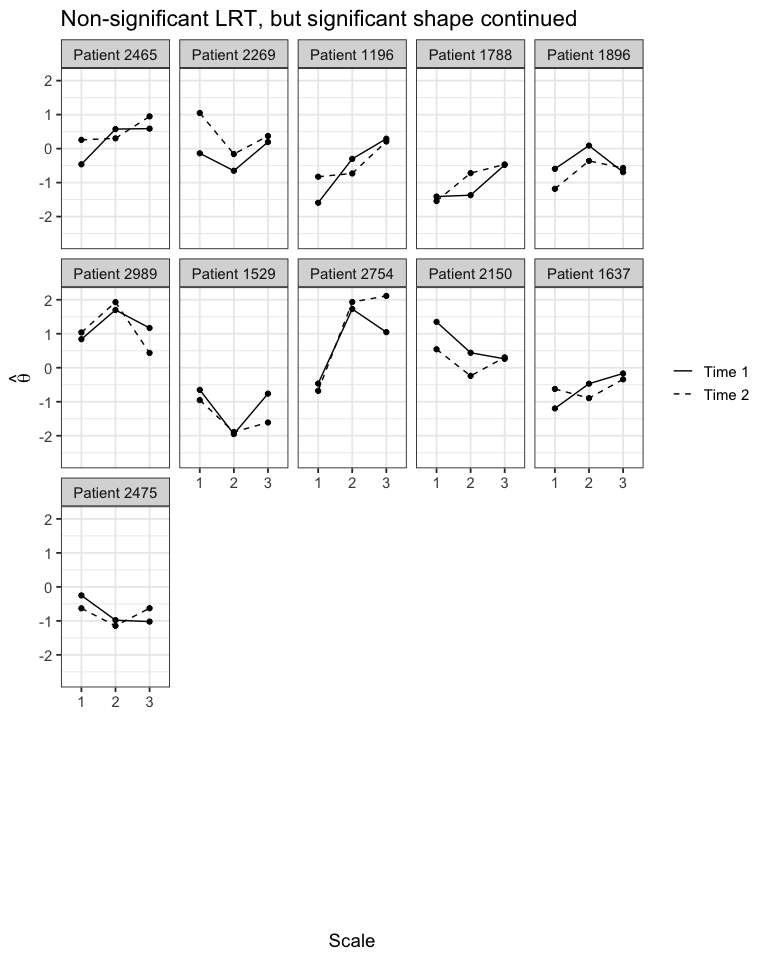 Non-significant LRT, but significant shape continued
Patient 2465 Patient 2269 Patient 1196 Patient 1788 Patient 1896
2
1
0
-1
-2
Patient 2989 Patient 1529 Patient 2754 Patient 2150 Patient 1637
2
1
0
-1
-2
θ̂
Time 1
Time 2
1 2 3 1 2 3 1 2 3 1 2 3
Patient 2475
2
1
0
-1
-2
1 2 3
Scale